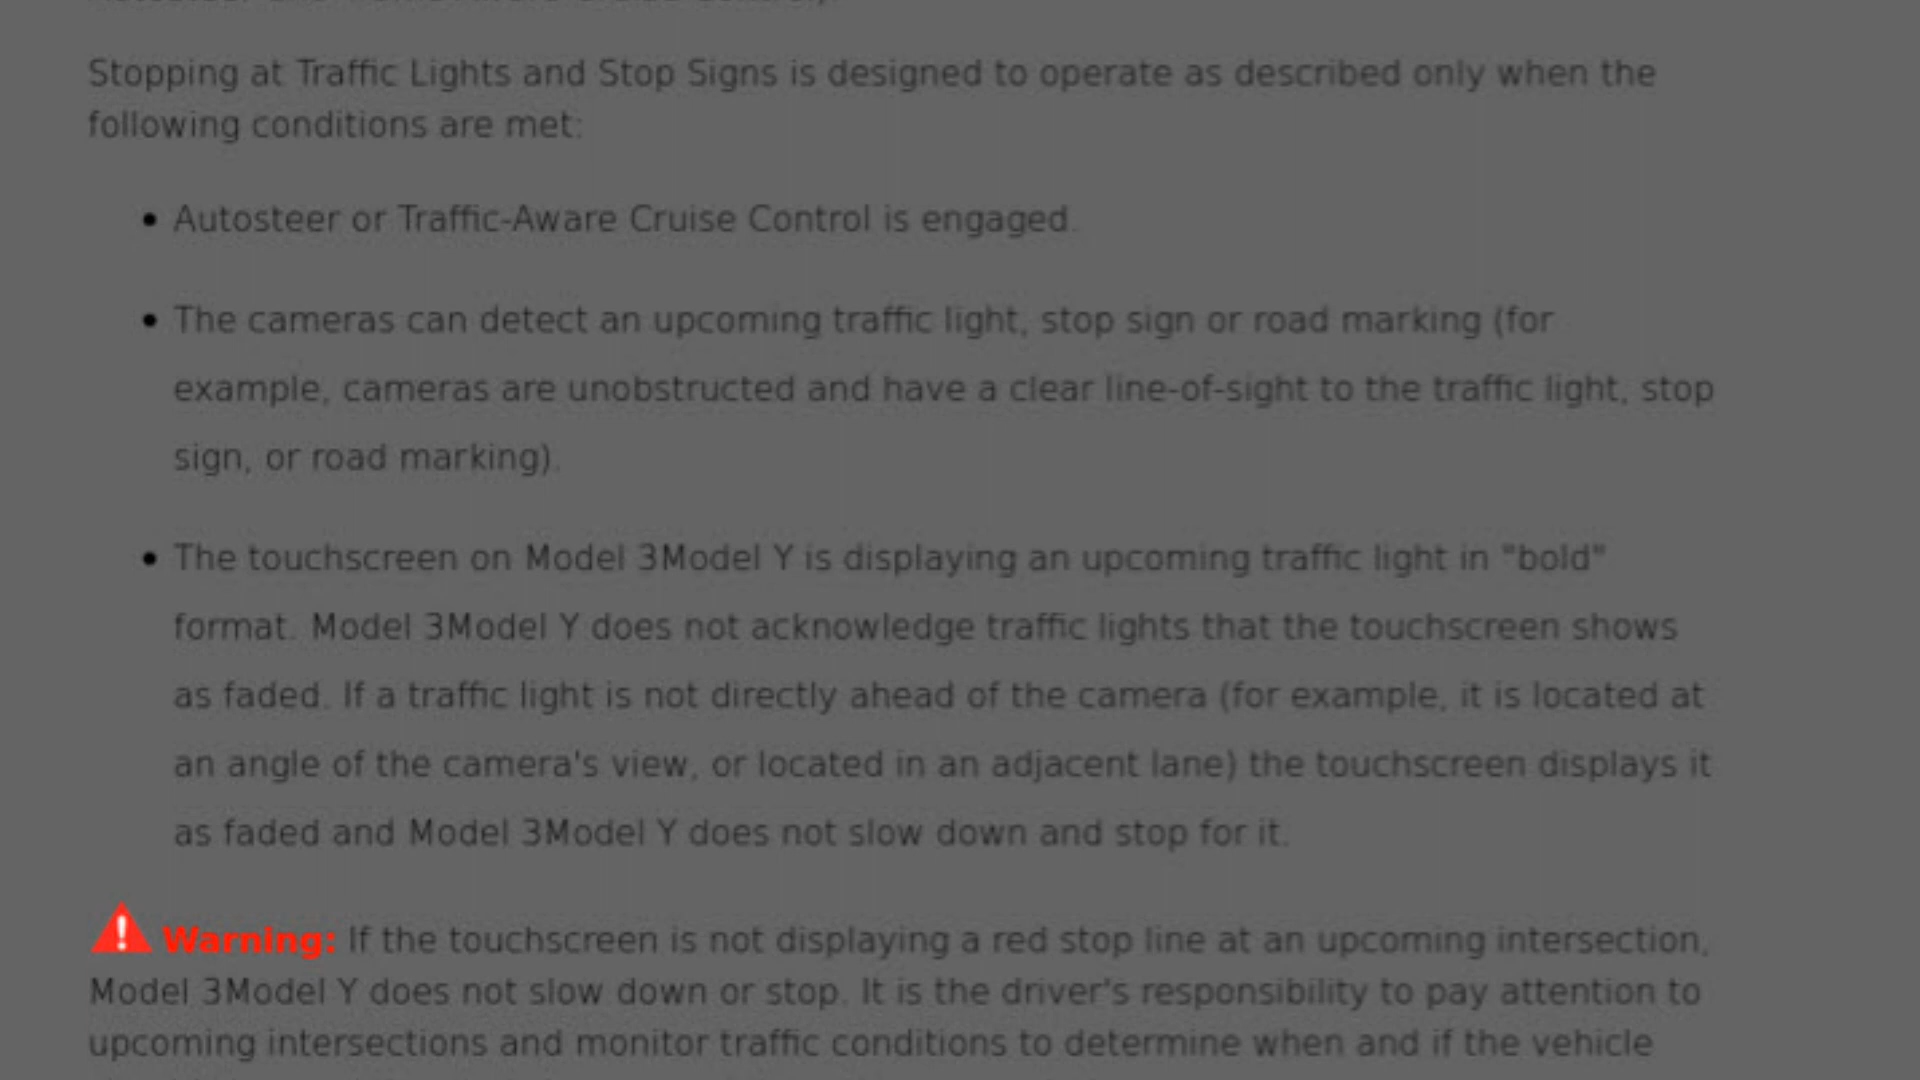 Stopping at Traffic Lights and Stop Signs is designed to operate as described only when the
following conditions are met:
• Autosteer or Traffic-Aware Cruise Control is engaged.
• The cameras can detect an upcoming traffic light, stop sign or road marking (for
example, cameras are unobstructed and have a clear line-of-sight to the traffic light, stop
sign, or road marking).
• The touchscreen on Model 3Model Y is displaying an upcoming traffic light in "bold"
format. Model 3Model Y does not acknowledge traffic lights that the touchscreen shows
as faded. If a traffic light is not directly ahead of the camera (for example, it is located at
an angle of the camera's view, or located in an adjacent lane) the touchscreen displays it
as faded and Model 3Model Y does not slow down and stop for it.
Warning: If the touchscreen is not displaying a red stop line at an upcoming intersection,
Model 3Model Y does not slow down or stop. It is the driver's responsibility to pay attention to
upcoming intersections and monitor traffic conditions to determine when and if the vehicle